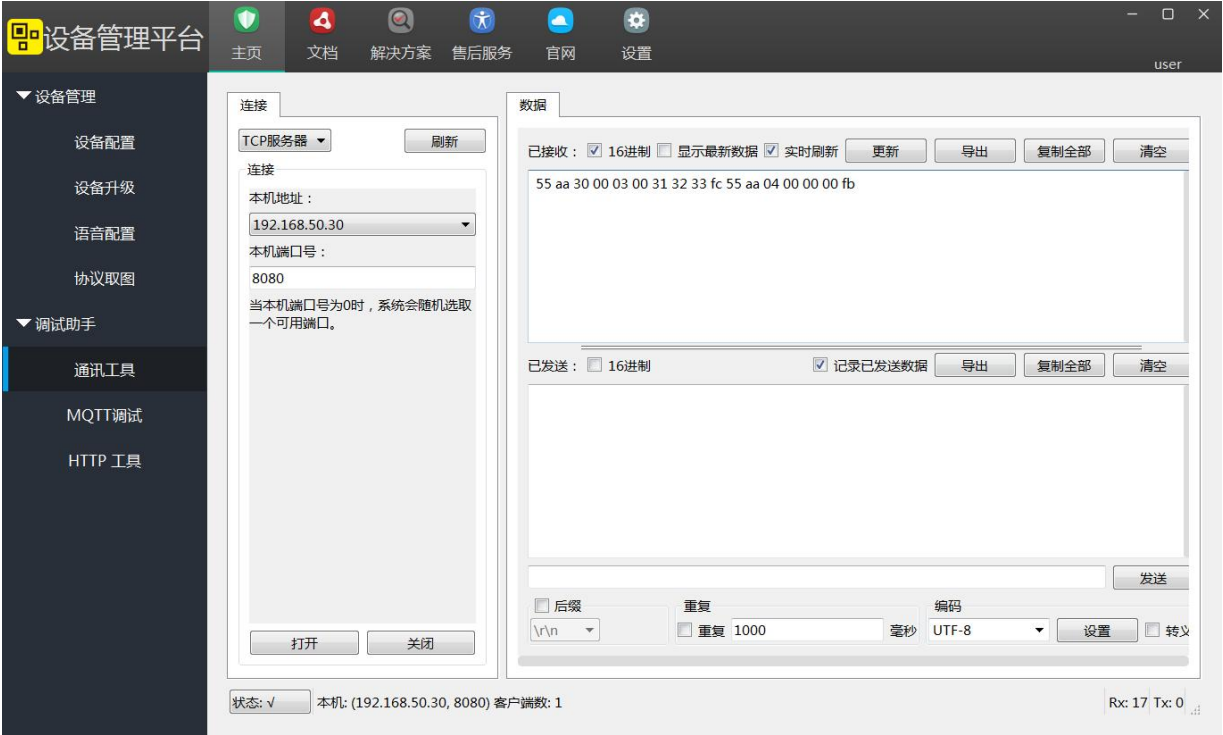 设备管理平台
主页 文档 解决方案 售后服务 官网 设置
user
设备管理
设备配置
设备升级
语音配置
协议取图
调试助手
通讯工具
MQTT调试
HTTP 工具
连接
TCP服务器 刷新
连接
本机地址：
192.168.50.30
本机端口号：
8080
当本机端口号为0时，系统会随机选取
一个可用端口。
打开 关闭
数据
已接收： 16进制 显示最新数据 实时刷新 更新 导出 复制全部 清空
55 aa 30 00 03 00 31 32 33 fc 55 aa 04 00 00 00 fb
已发送： 16进制 记录已发送数据 导出 复制全部 清空
发送
后缀 重复 编码
\r\n 重复 1000 毫秒 UTF-8 设置 转义
状态: √ 本机: (192.168.50.30, 8080) 客户端数: 1 Rx: 17 Tx: 0